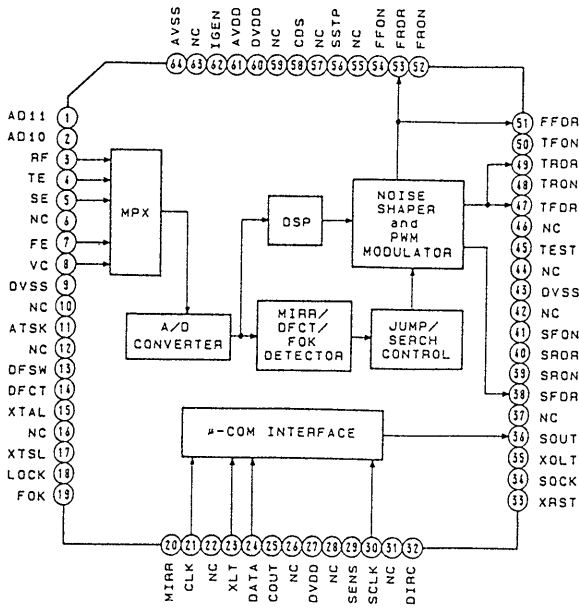 AVSS NC IGEN AVDD DVDD NC CDS NC SSTP NC FFON FRDR FRON
64 63 62 61 60 59 58 57 56 55 54 53 52
AD11 1
AD10 2
RF 3
TE 4
SE 5
NC 6
FE 7
VC 8
DVSS 9
NC 10
ATSK 11
NC 12
DFSW 13
DFCT 14
XTAL 15
NC 16
XTSL 17
LOCK 18
FOK 19
MPX
DSP
NOISE
SHAPER
and
PWM
MODULATOR
A/D
CONVERTER
MIRR/
DFCT/
FOK
DETECTOR
JUMP/
SERCH
CONTROL
μ-COM INTERFACE
51 FFDR
50 TFON
49 TRDR
48 TRON
47 TFDR
46 NC
45 TEST
44 NC
43 DVSS
42 NC
41 SFON
40 SRDR
39 SRON
38 SFDR
37 NC
36 SOUT
35 XOLT
34 SOCK
33 XRST
20 21 22 23 24 25 26 27 28 29 30 31 32
MIRR CLK NC XLT DATA COUT NC DVDD NC SENS SCLK NC DIRC